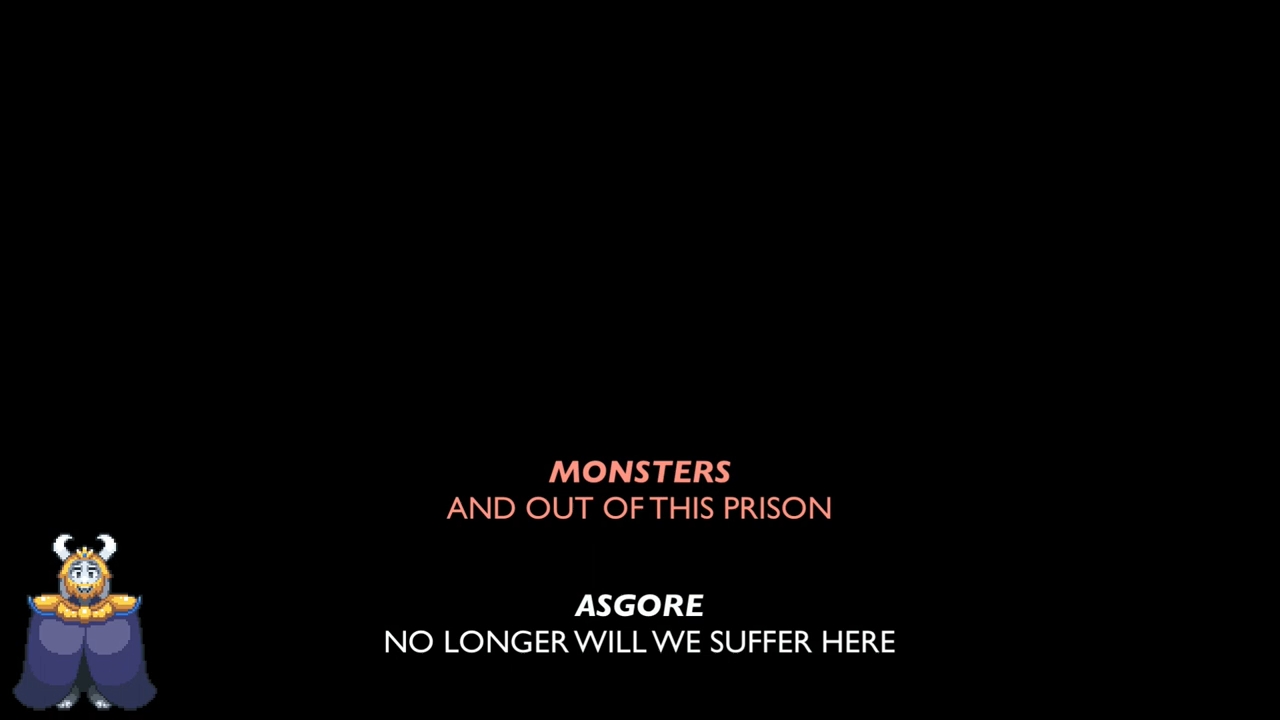 MONSTERS
AND OUT OF THIS PRISON
ASGORE
NO LONGER WILL WE SUFFER HERE